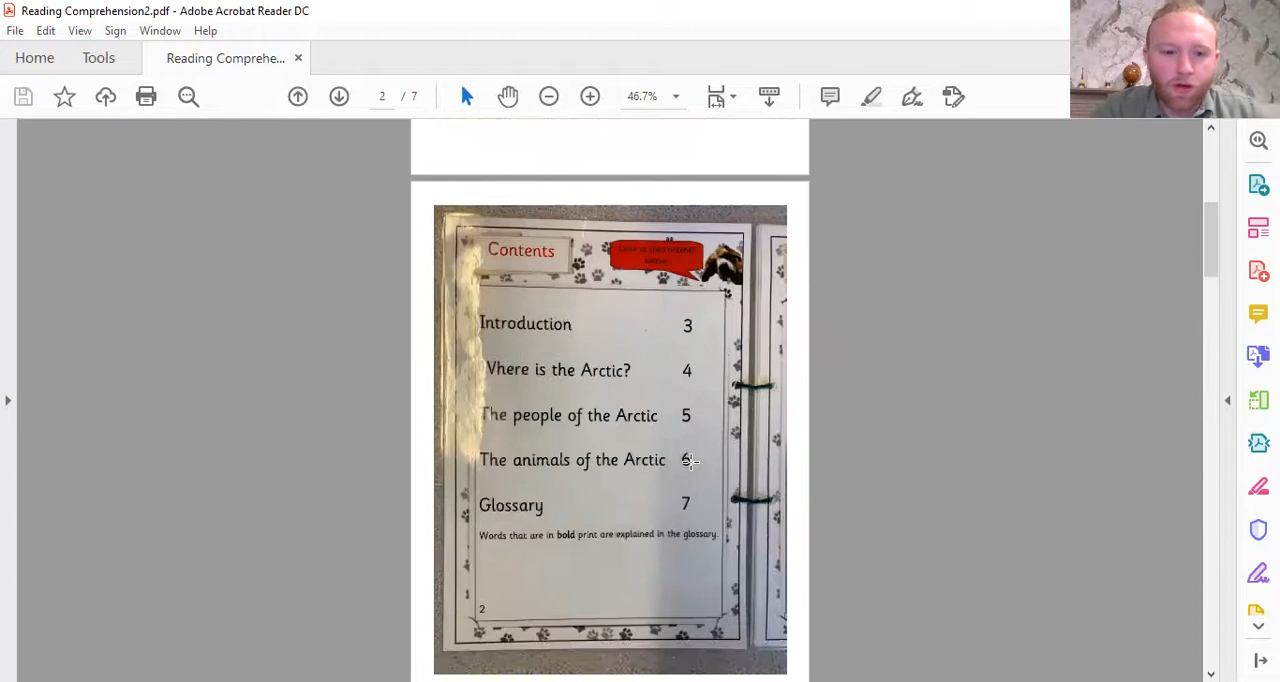 Reading Comprehension2.pdf - Adobe Acrobat Reader DC
File Edit View Sign Window Help
Home Tools Reading Comprehe... ×
2 / 7 46.7%
Contents
Introduction 3
Where is the Arctic? 4
The people of the Arctic 5
The animals of the Arctic 6
Glossary 7
Words that are in bold print are explained in the glossary.
2